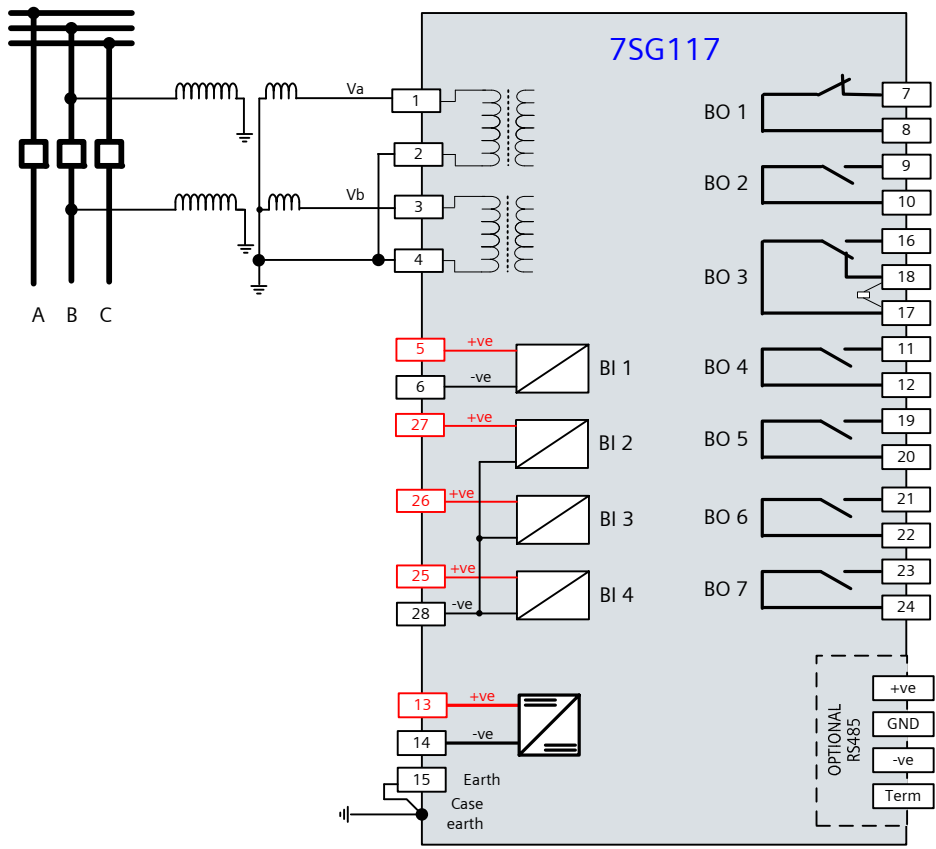 7SG117
Va
1
2
Vb
3
4
A B C
5 +ve
BI 1
6 -ve
27 +ve
BI 2
26 +ve
BI 3
25 +ve
BI 4
28 -ve
13 +ve
14 -ve
15 Earth
Case
earth
BO 1
7
8
BO 2
9
10
BO 3
16
18
17
BO 4
11
12
BO 5
19
20
BO 6
21
22
BO 7
23
24
OPTIONAL
RS485
+ve
GND
-ve
Term